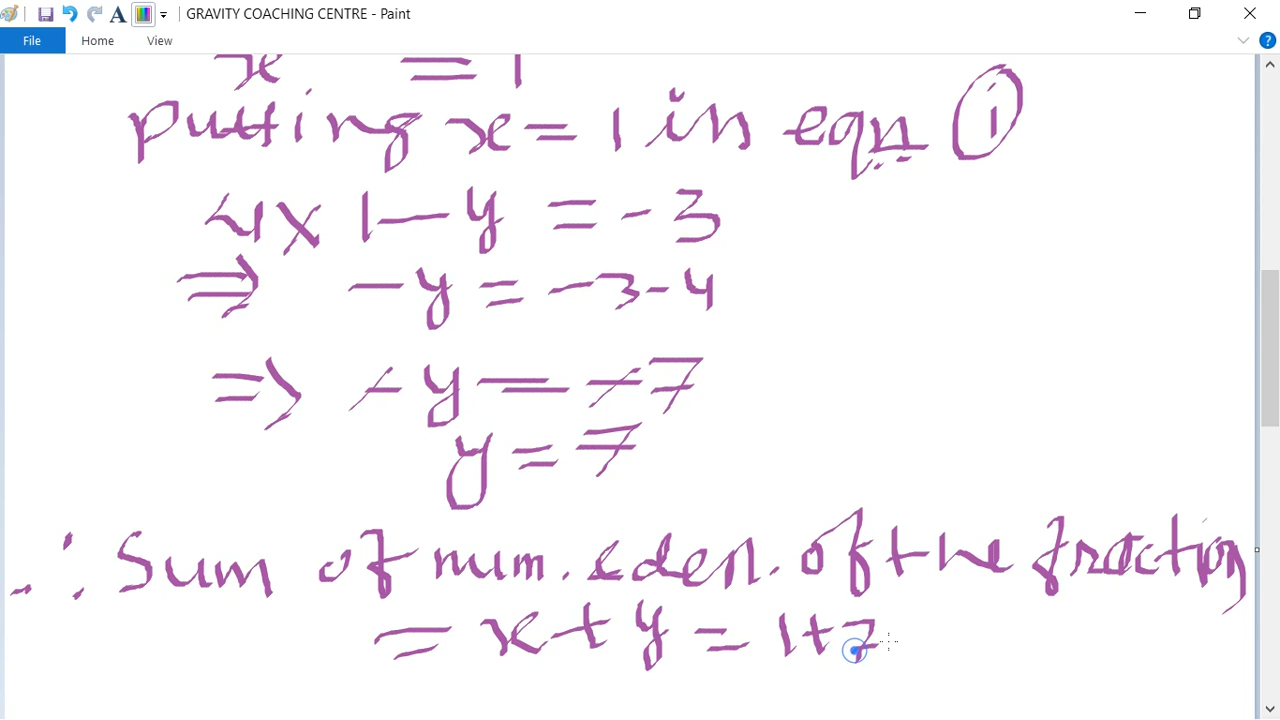 GRAVITY COACHING CENTRE - Paint
File Home View
x = 1
putting x = 1 in eqn (i)
4 x 1 - y = - 3
=> - y = - 3 - 4
=> - y = - 7
y = 7
∴ Sum of num. & den. of the fraction
= x + y = 1 + 7